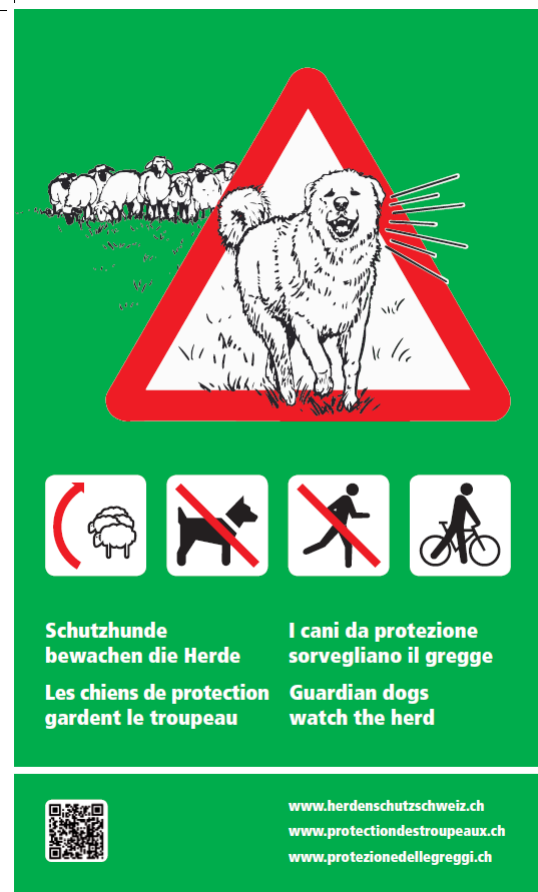 Schutzhunde
bewachen die Herde
Les chiens de protection
gardent le troupeau
I cani da protezione
sorvegliano il gregge
Guardian dogs
watch the herd
www.herdenschutzschweiz.ch
www.protectiondestroupeaux.ch
www.protezionedellegreggi.ch